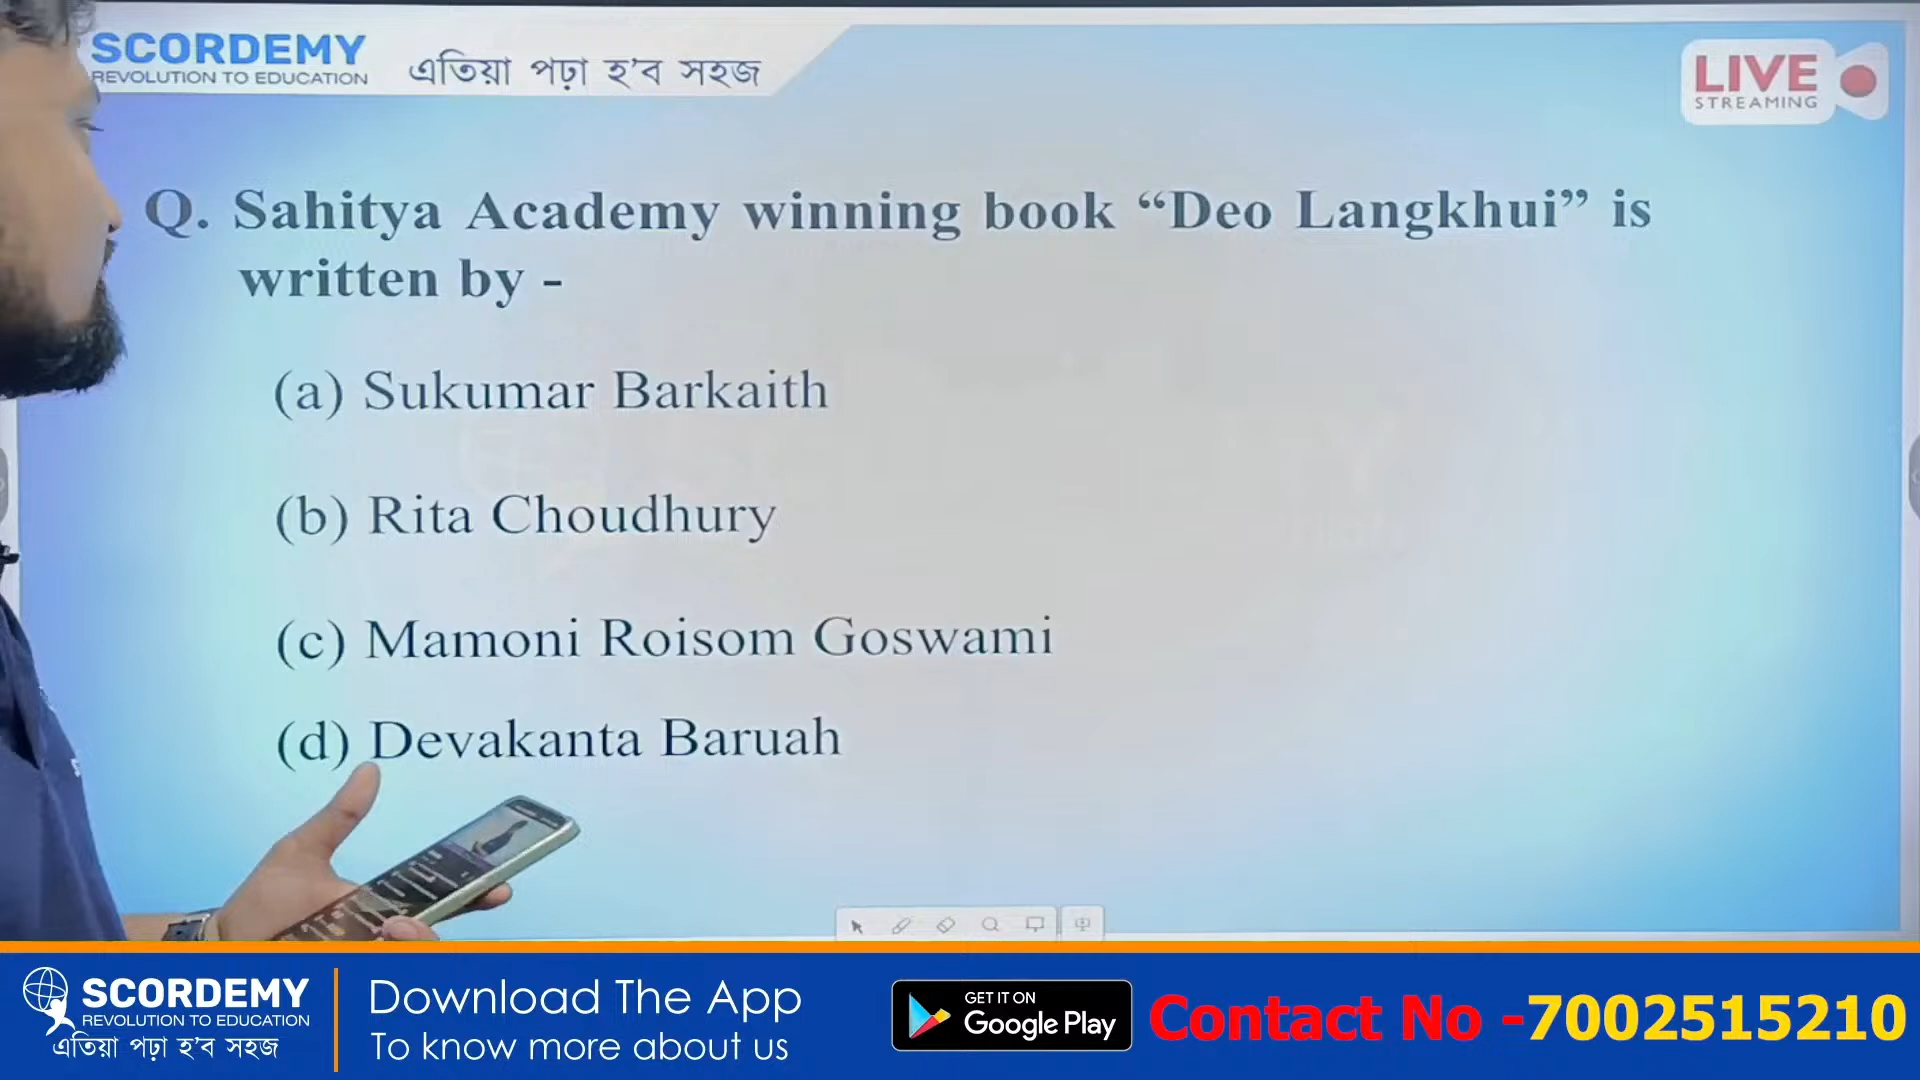 SCORDEMY
REVOLUTION TO EDUCATION
এতিয়া পঢ়া হ'ব সহজ
LIVE
STREAMING
Q. Sahitya Academy winning book “Deo Langkhui” is
written by -
(a) Sukumar Barkaith
(b) Rita Choudhury
(c) Mamoni Roisom Goswami
(d) Devakanta Baruah
SCORDEMY
REVOLUTION TO EDUCATION
এতিয়া পঢ়া হ'ব সহজ
Download The App
To know more about us
GET IT ON
Google Play
Contact No -7002515210